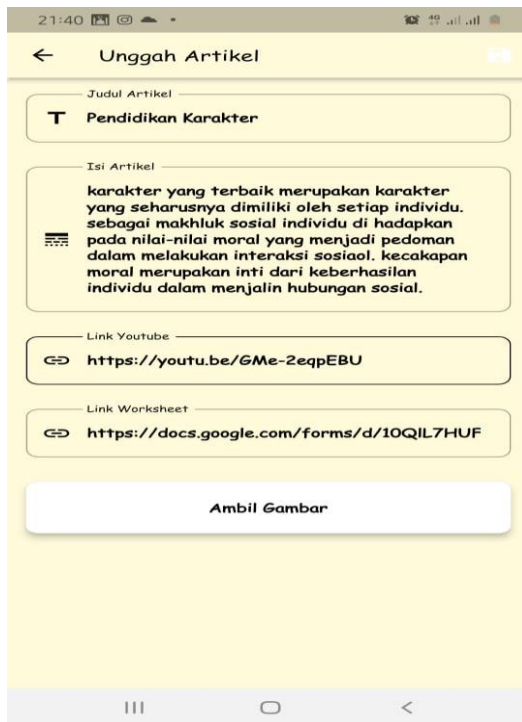 21:40
4G
Unggah Artikel
Judul Artikel
Pendidikan Karakter
Isi Artikel
karakter yang terbaik merupakan karakter
yang seharusnya dimiliki oleh setiap individu.
sebagai makhluk sosial individu di hadapkan
pada nilai-nilai moral yang menjadi pedoman
dalam melakukan interaksi sosiaol. kecakapan
moral merupakan inti dari keberhasilan
individu dalam menjalin hubungan sosial.
Link Youtube
https://youtu.be/GMe-2eqpEBU
Link Worksheet
https://docs.google.com/forms/d/10QlL7HUF
Ambil Gambar